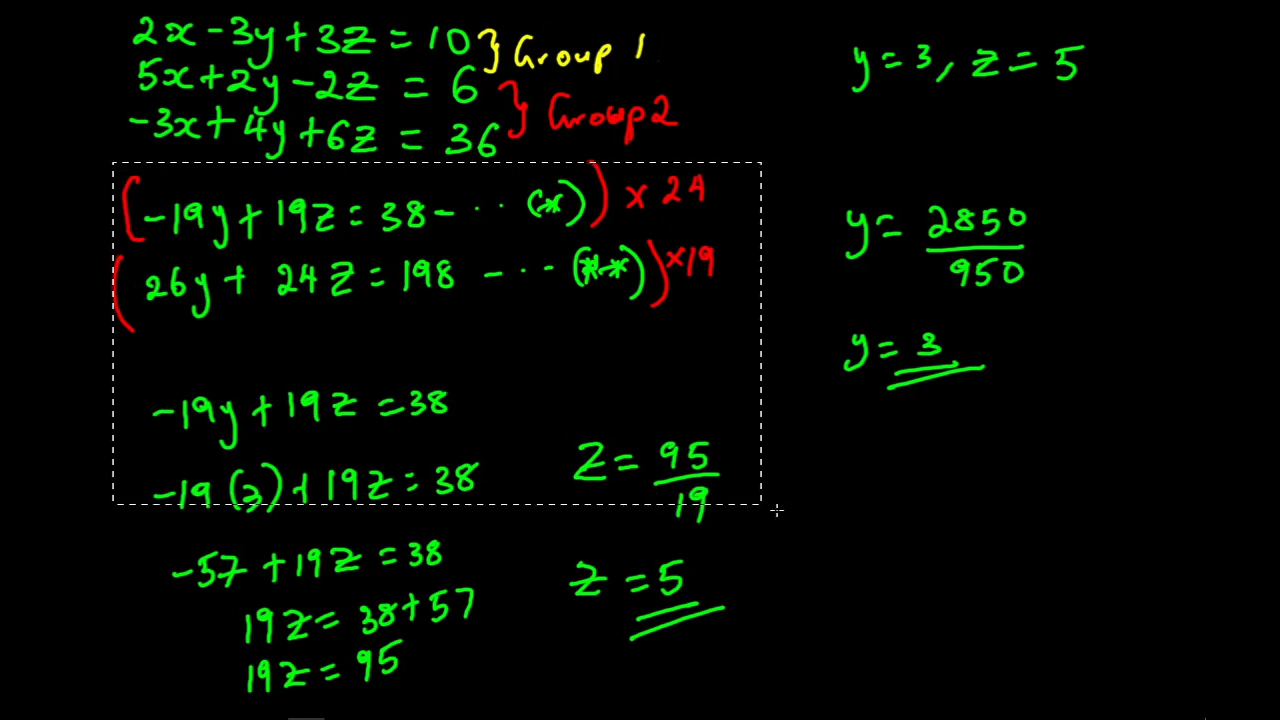 2x - 3y + 3z = 10 } Group 1
5x + 2y - 2z = 6
-3x + 4y + 6z = 36 } Group 2
(-19y + 19z = 38 - ... (*)) × 24
(26y + 24z = 198 - ... (**)) × 19
-19y + 19z = 38
-19(3) + 19z = 38
-57 + 19z = 38
19z = 38 + 57
19z = 95
z = 95/19
z = 5
y = 3, z = 5
y = 2850/950
y = 3